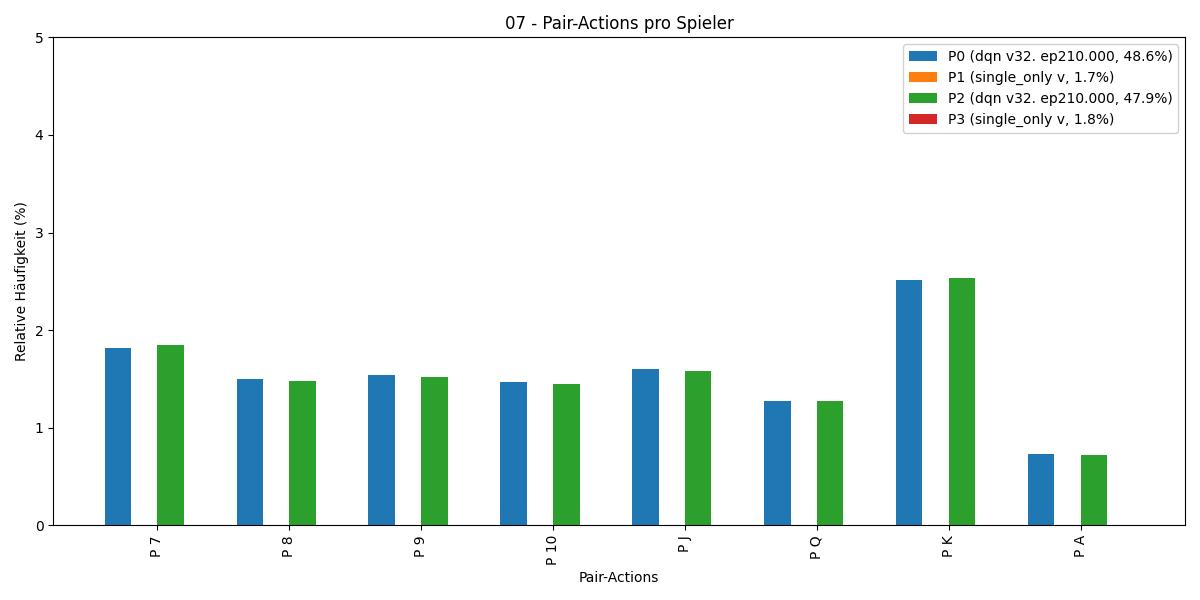 07 - Pair-Actions pro Spieler
P0 (dqn v32. ep210.000, 48.6%)
P1 (single_only v, 1.7%)
P2 (dqn v32. ep210.000, 47.9%)
P3 (single_only v, 1.8%)
Relative Häufigkeit (%)
5
4
3
2
1
0
P 7
P 8
P 9
P 10
P J
P Q
P K
P A
Pair-Actions